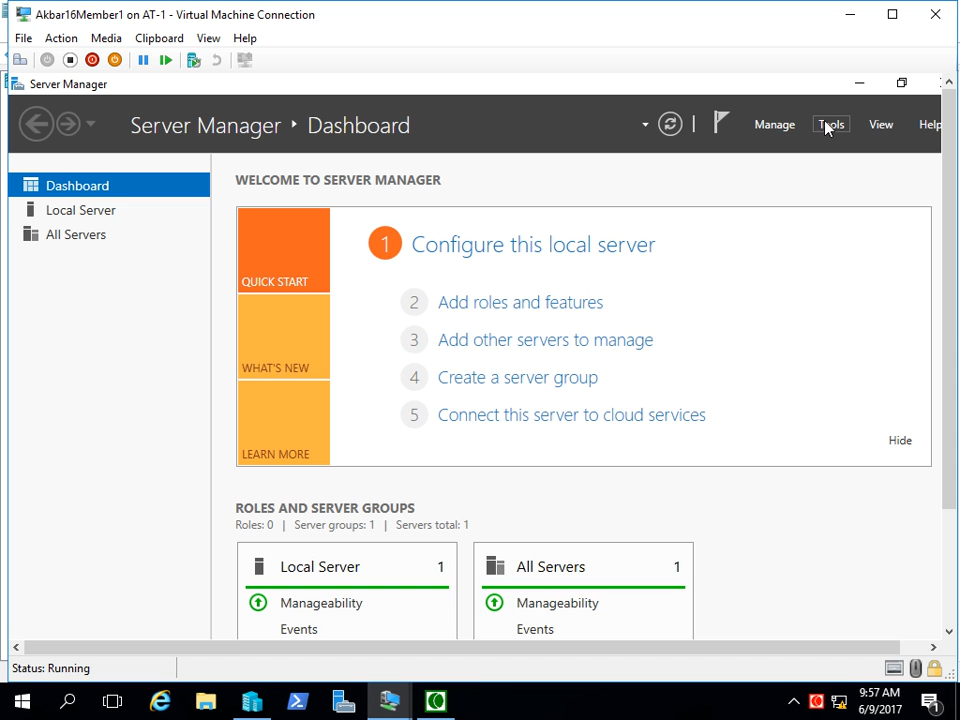 Akbar16Member1 on AT-1 - Virtual Machine Connection
File Action Media Clipboard View Help
Server Manager
Server Manager ‣ Dashboard
Manage Tools View Help
Dashboard
Local Server
All Servers
WELCOME TO SERVER MANAGER
QUICK START
WHAT'S NEW
LEARN MORE
1 Configure this local server
2 Add roles and features
3 Add other servers to manage
4 Create a server group
5 Connect this server to cloud services
Hide
ROLES AND SERVER GROUPS
Roles: 0 | Server groups: 1 | Servers total: 1
Local Server 1
Manageability
Events
All Servers 1
Manageability
Events
Status: Running
9:57 AM
6/9/2017
1